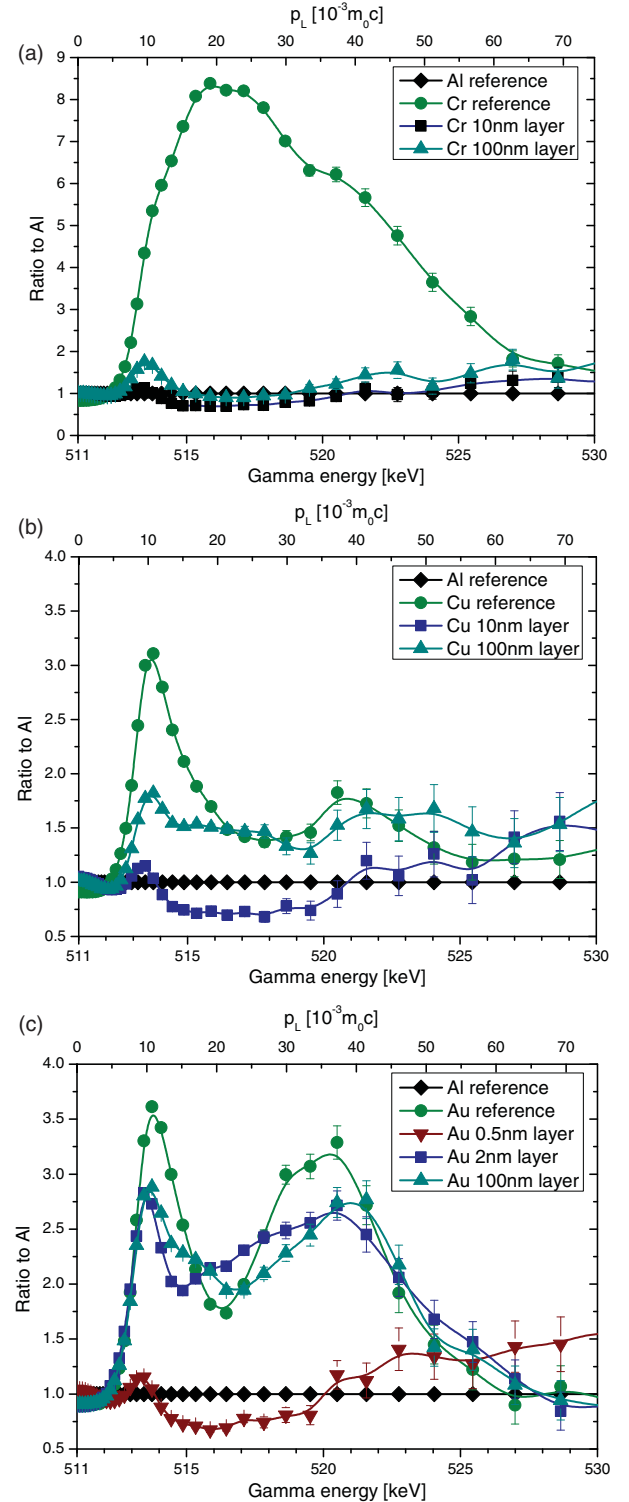 (a)
p_L [10^-3 m_0c]
0 10 20 30 40 50 60 70
Al reference
Cr reference
Cr 10nm layer
Cr 100nm layer
Ratio to Al
9
8
7
6
5
4
3
2
1
0
511 515 520 525 530
Gamma energy [keV]
(b)
p_L [10^-3 m_0c]
0 10 20 30 40 50 60 70
Al reference
Cu reference
Cu 10nm layer
Cu 100nm layer
Ratio to Al
4.0
3.5
3.0
2.5
2.0
1.5
1.0
0.5
511 515 520 525 530
Gamma energy [keV]
(c)
p_L [10^-3 m_0c]
0 10 20 30 40 50 60 70
Al reference
Au reference
Au 0.5nm layer
Au 2nm layer
Au 100nm layer
Ratio to Al
4.0
3.5
3.0
2.5
2.0
1.5
1.0
0.5
511 515 520 525 530
Gamma energy [keV]